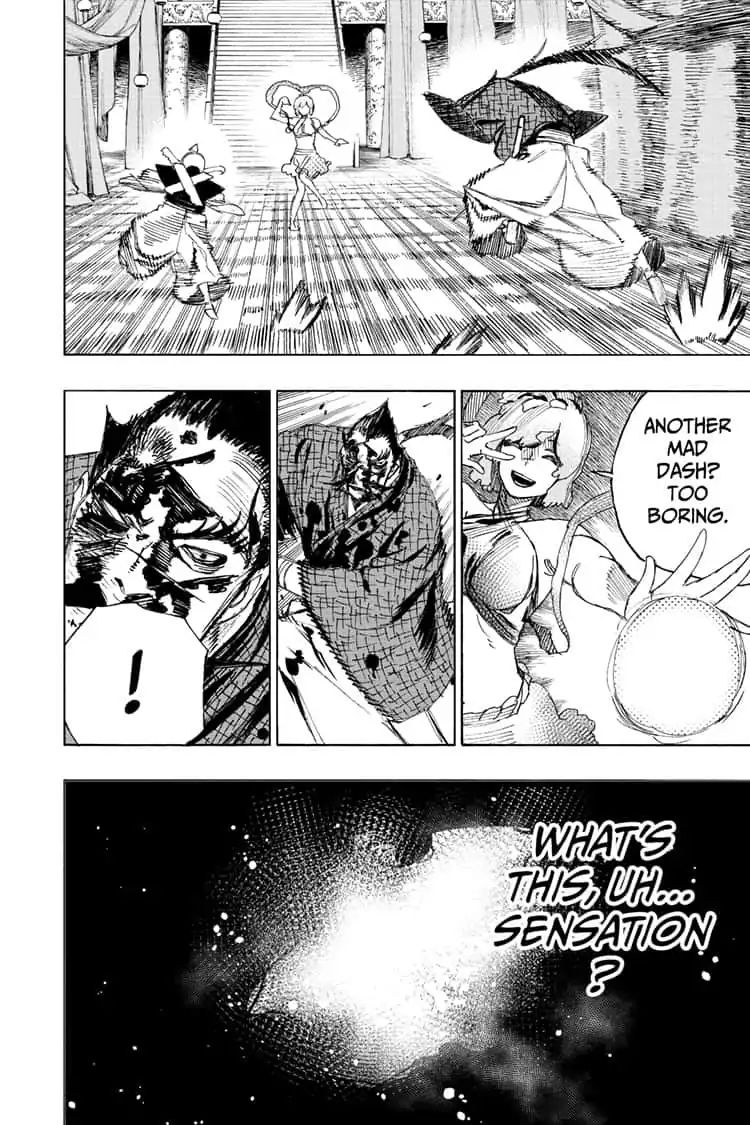 ANOTHER
MAD
DASH?
TOO
BORING.
!
WHAT'S
THIS, UH...
SENSATION
?